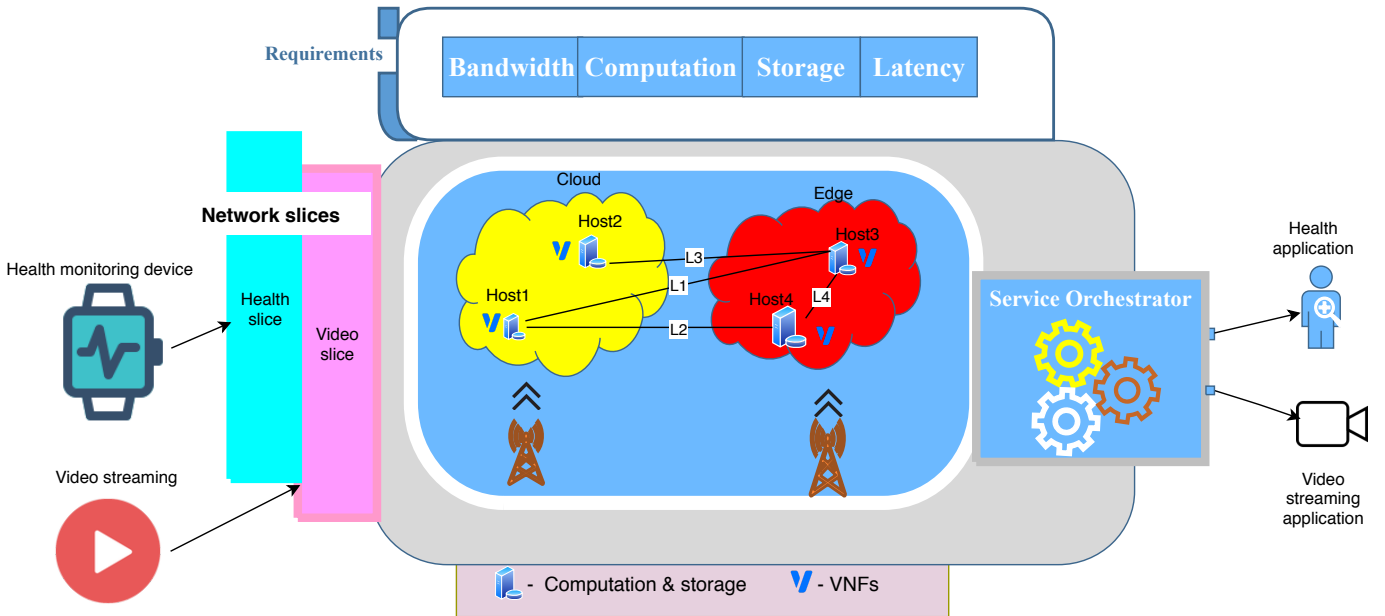 Requirements
Bandwidth Computation Storage Latency
Cloud
Edge
Network slices
Host2
Host3
Health
application
Health monitoring device
L3
L1
Health
slice
Host1
Host4
L4
Service Orchestrator
Video
slice
L2
Video streaming
Video
streaming
application
- Computation & storage
- VNFs